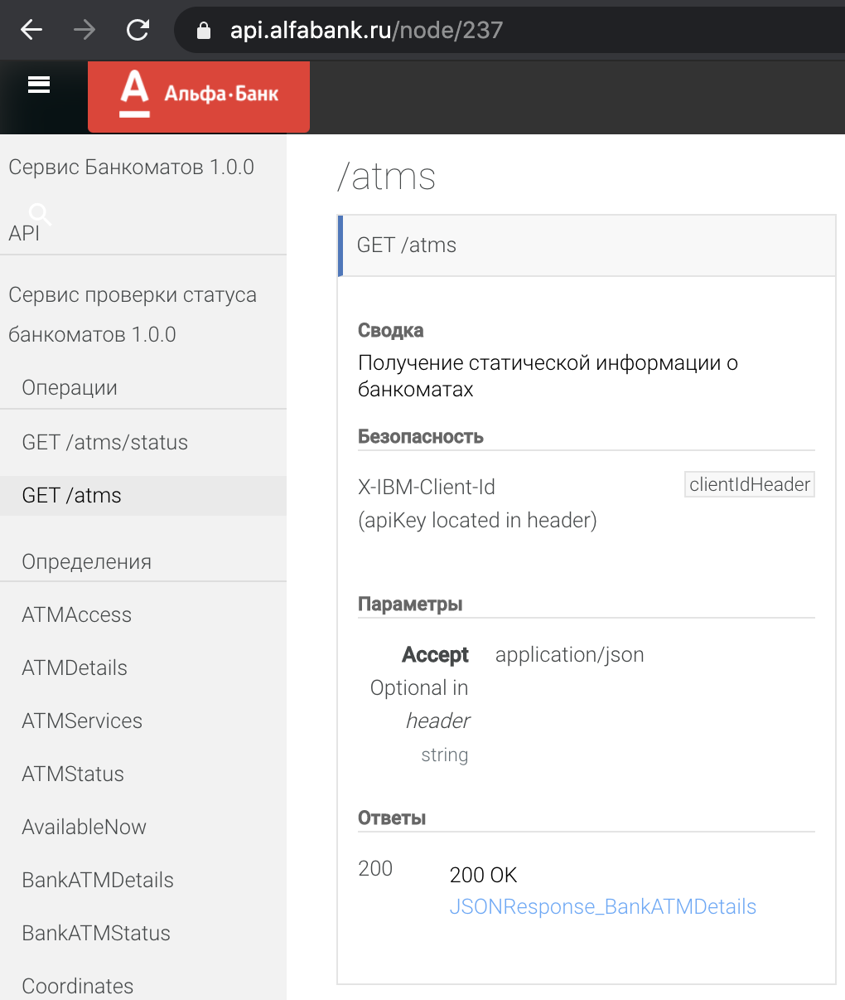 api.alfabank.ru/node/237
А Альфа·Банк
Сервис Банкоматов 1.0.0
API
Сервис проверки статуса
банкоматов 1.0.0
Операции
GET /atms/status
GET /atms
Определения
ATMAccess
ATMDetails
ATMServices
ATMStatus
AvailableNow
BankATMDetails
BankATMStatus
Coordinates
/atms
GET /atms
Сводка
Получение статической информации о
банкоматах
Безопасность
X-IBM-Client-Id clientIdHeader
(apiKey located in header)
Параметры
Accept application/json
Optional in
header
string
Ответы
200 200 OK
JSONResponse_BankATMDetails